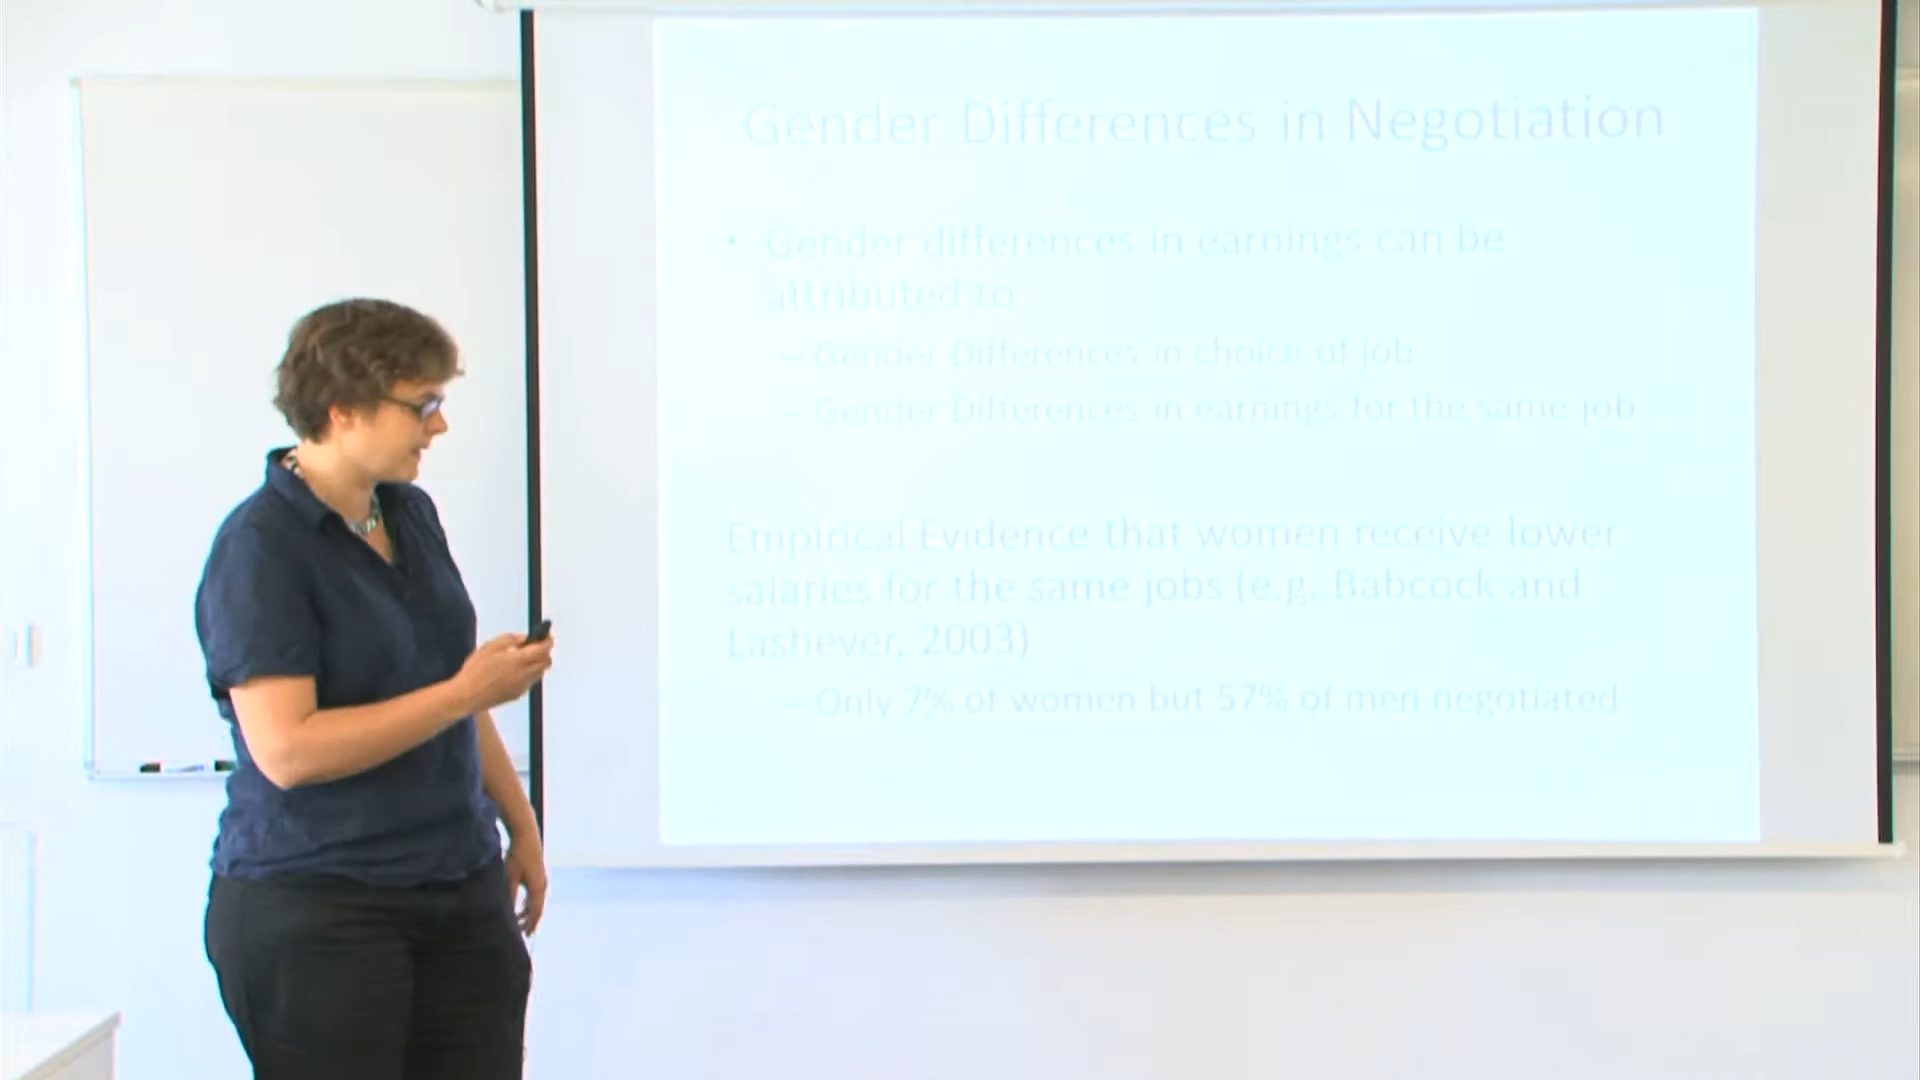 Gender Differences in Negotiation
• Gender differences in earnings can be
attributed to
– Gender Differences in choice of job
– Gender Differences in earnings for the same job
Empirical Evidence that women receive lower
salaries for the same jobs (e.g. Babcock and
Lashever, 2003)
– Only 7% of women but 57% of men negotiated